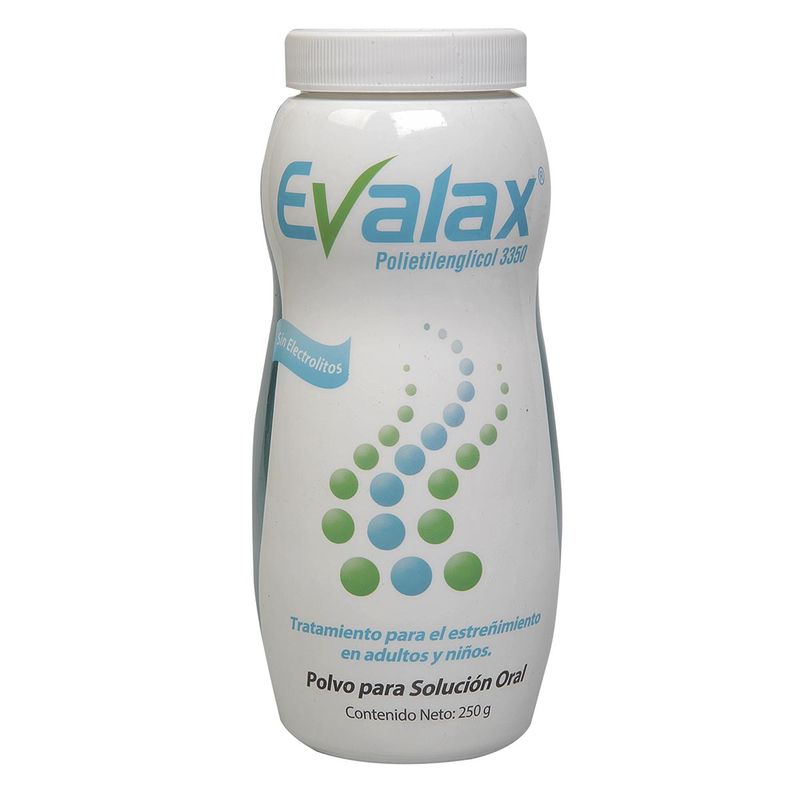 Evalax®
Polietilenglicol 3350
Sin Electrolitos
Tratamiento para el estreñimiento
en adultos y niños.
Polvo para Solución Oral
Contenido Neto: 250 g